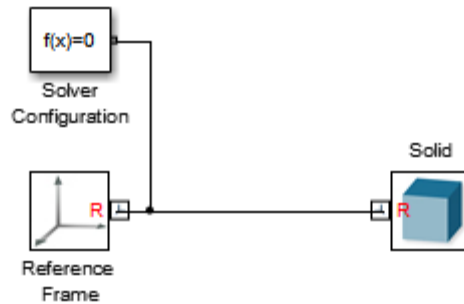 f(x)=0
Solver
Configuration
Solid
R
R
Reference
Frame